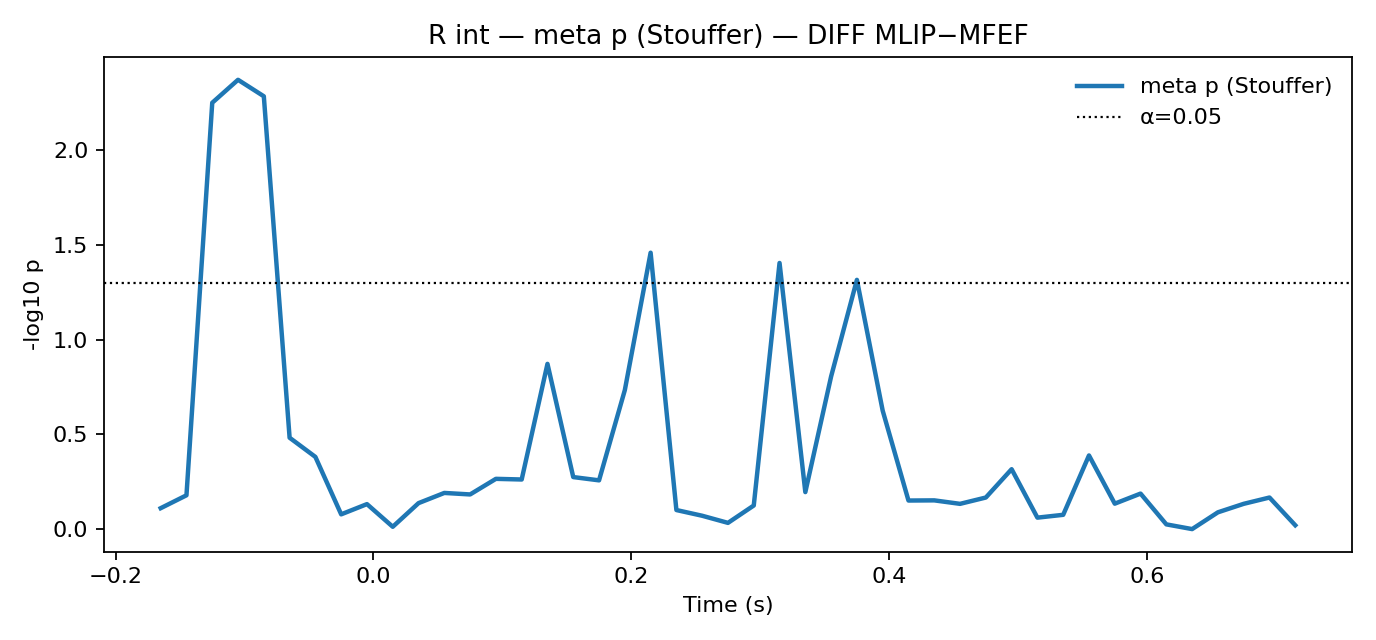 R int — meta p (Stouffer) — DIFF MLIP−MFEF
meta p (Stouffer)
α=0.05
-log10 p
2.0
1.5
1.0
0.5
0.0
−0.2
0.0
0.2
0.4
0.6
Time (s)